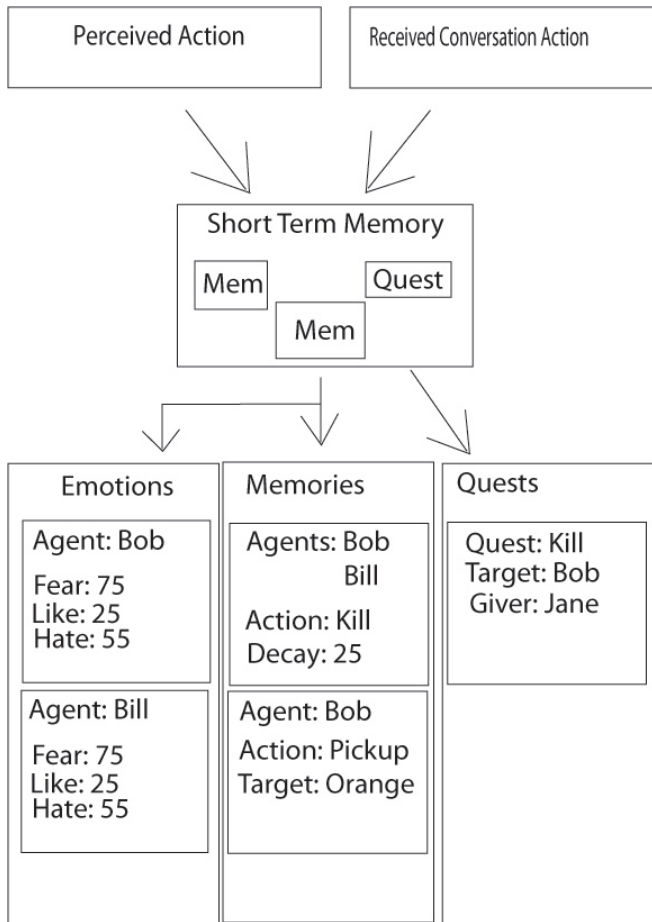 Perceived Action
Received Conversation Action
Short Term Memory
Mem
Quest
Mem
Emotions
Agent: Bob
Fear: 75
Like: 25
Hate: 55
Agent: Bill
Fear: 75
Like: 25
Hate: 55
Memories
Agents: Bob
Bill
Action: Kill
Decay: 25
Agent: Bob
Action: Pickup
Target: Orange
Quests
Quest: Kill
Target: Bob
Giver: Jane